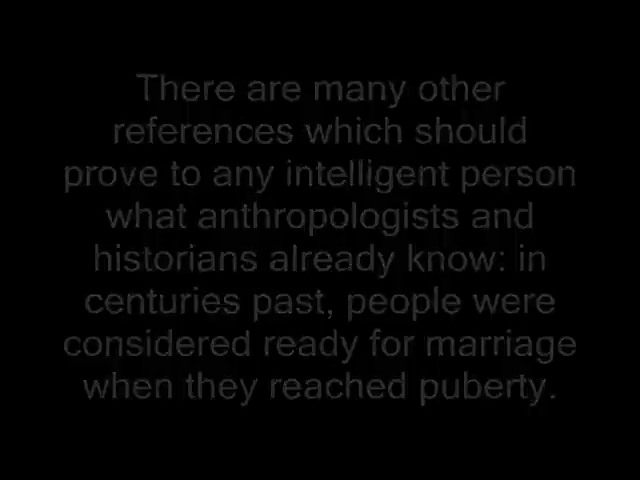 There are many other
references which should
prove to any intelligent person
what anthropologists and
historians already know: in
centuries past, people were
considered ready for marriage
when they reached puberty.